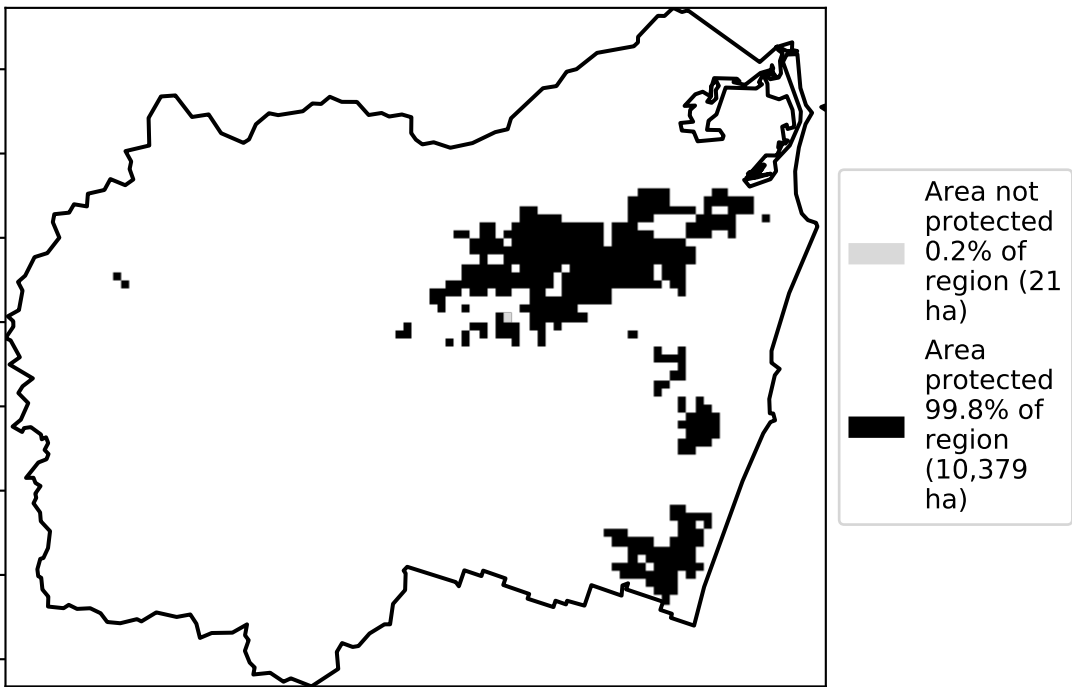 Area not
protected
0.2% of
region (21
ha)
Area
protected
99.8% of
region
(10,379
ha)